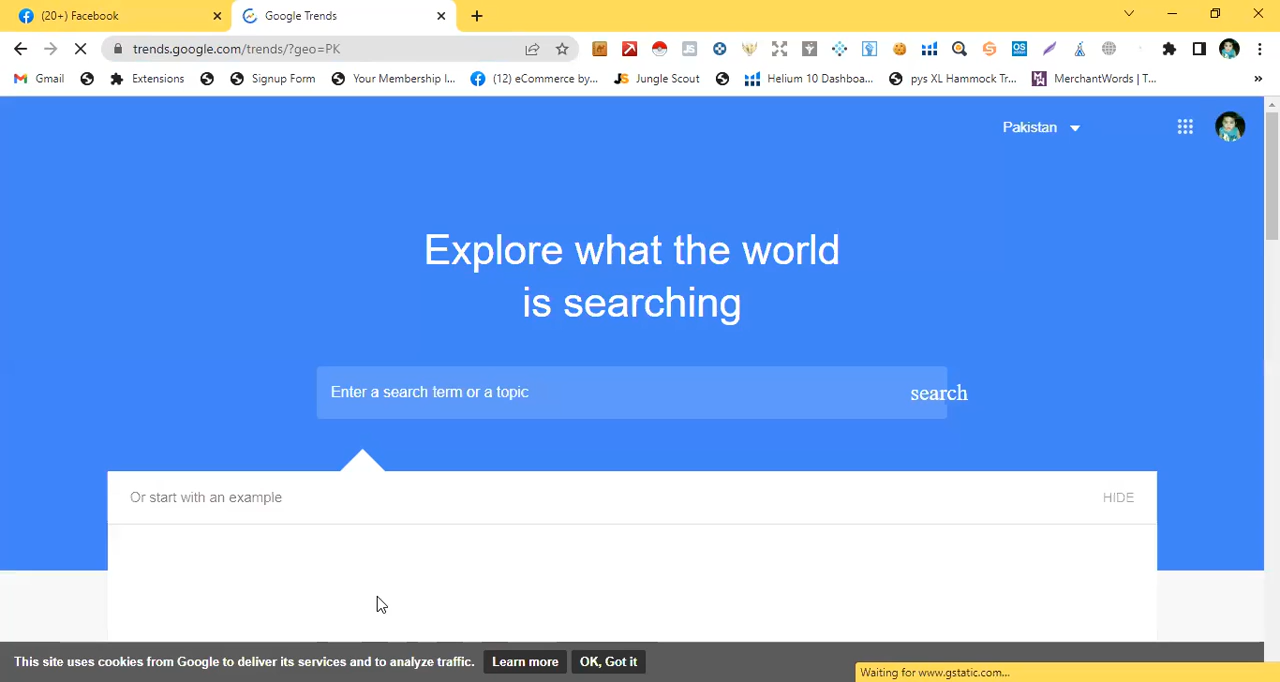 (20+) Facebook
Google Trends
trends.google.com/trends/?geo=PK
JS
OS
Gmail
Extensions
Signup Form
Your Membership I...
(12) eCommerce by...
JS Jungle Scout
Helium 10 Dashboa...
pys XL Hammock Tr...
MerchantWords | T...
»
Pakistan
Explore what the world
is searching
Enter a search term or a topic
search
Or start with an example
HIDE
This site uses cookies from Google to deliver its services and to analyze traffic.
Learn more
OK, Got it
Waiting for www.gstatic.com...